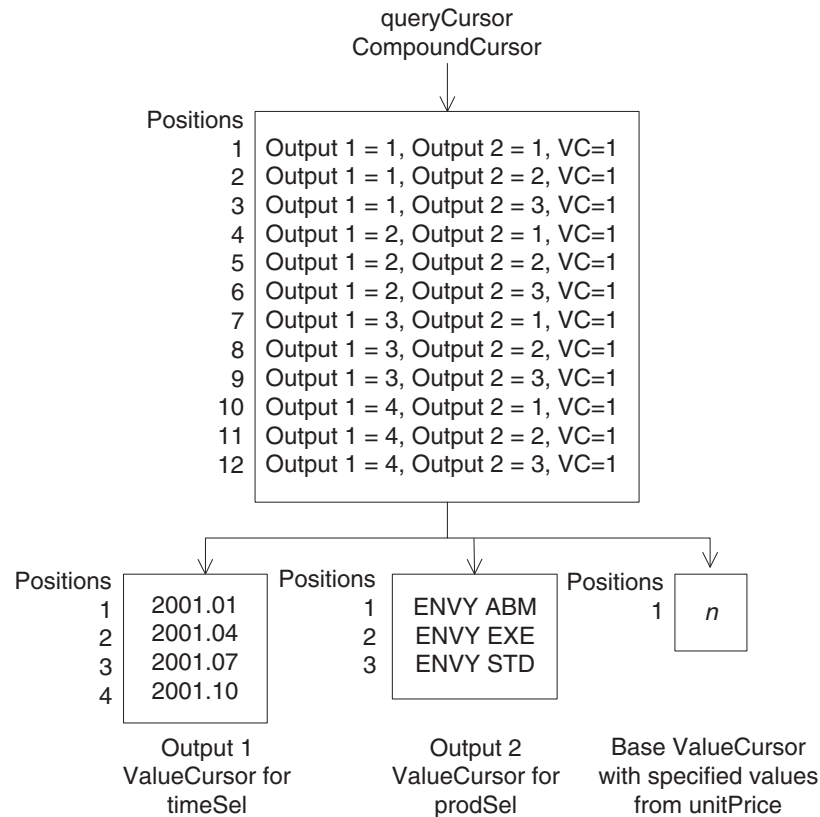 queryCursor
CompoundCursor
Positions
1 Output 1 = 1, Output 2 = 1, VC=1
2 Output 1 = 1, Output 2 = 2, VC=1
3 Output 1 = 1, Output 2 = 3, VC=1
4 Output 1 = 2, Output 2 = 1, VC=1
5 Output 1 = 2, Output 2 = 2, VC=1
6 Output 1 = 2, Output 2 = 3, VC=1
7 Output 1 = 3, Output 2 = 1, VC=1
8 Output 1 = 3, Output 2 = 2, VC=1
9 Output 1 = 3, Output 2 = 3, VC=1
10 Output 1 = 4, Output 2 = 1, VC=1
11 Output 1 = 4, Output 2 = 2, VC=1
12 Output 1 = 4, Output 2 = 3, VC=1
Positions
1 2001.01
2 2001.04
3 2001.07
4 2001.10
Output 1
ValueCursor for
timeSel
Positions
1 ENVY ABM
2 ENVY EXE
3 ENVY STD
Output 2
ValueCursor for
prodSel
Positions
1 n
Base ValueCursor
with specified values
from unitPrice